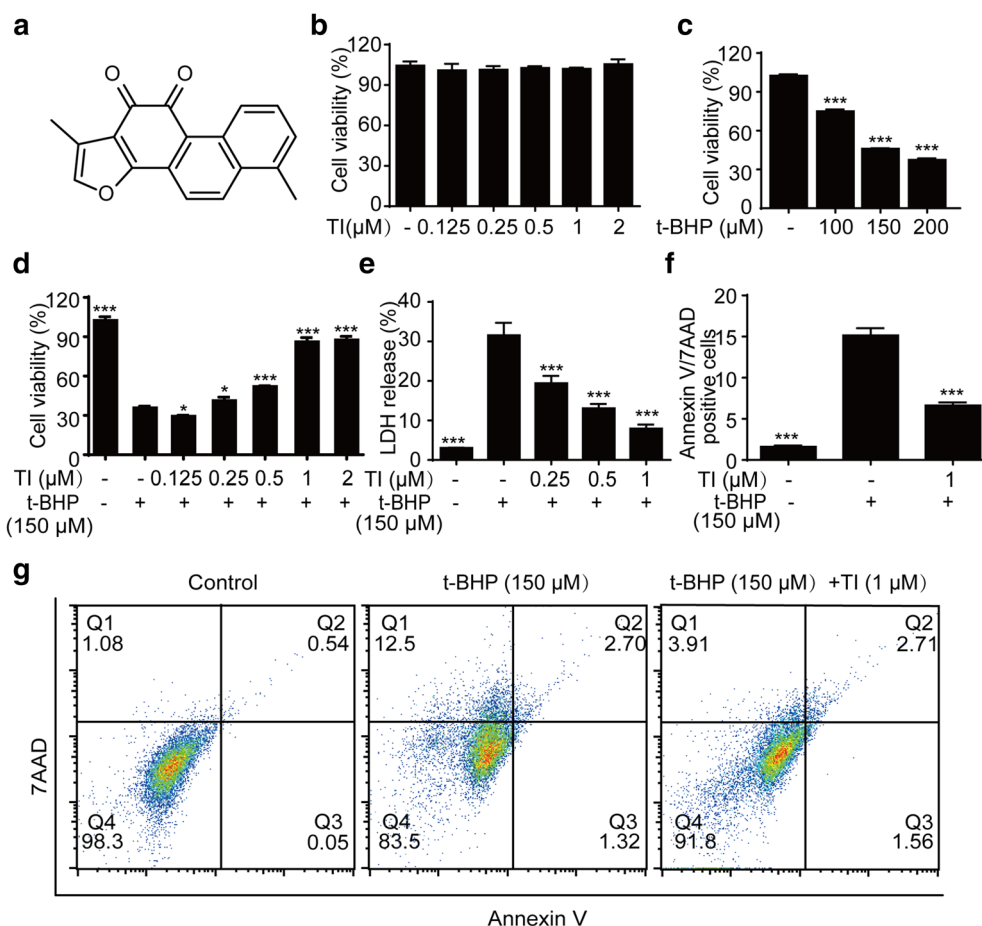 a
O O
O
b
Cell viability (%)
120
90
60
30
0
TI(μM) - 0.125 0.25 0.5 1 2
c
Cell viability (%)
120
90
60
30
0
***
***
***
t-BHP (μM) - 100 150 200
d
Cell viability (%)
120
90
60
30
0
***
*
*
***
***
***
TI (μM) - - 0.125 0.25 0.5 1 2
t-BHP - + + + + + +
(150 μM)
e
LDH release (%)
40
30
20
10
0
***
***
***
***
TI (μM) - - 0.25 0.5 1
t-BHP - + + + +
(150 μM)
f
Annexin V/7AAD
positive cells
20
15
10
5
0
***
***
TI (μM) - - 1
t-BHP - + +
(150 μM)
g
Control
t-BHP (150 μM)
t-BHP (150 μM) +TI (1 μM)
7AAD
Q1
1.08
Q2
0.54
Q4
98.3
Q3
0.05
Q1
12.5
Q2
2.70
Q4
83.5
Q3
1.32
Q1
3.91
Q2
2.71
Q4
91.8
Q3
1.56
Annexin V